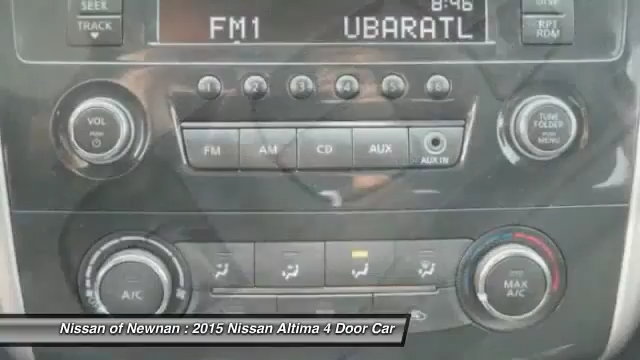 SEEK
8:46
DISP
TRACK
FM1
UBARATL
RPT
RDM
1 2 3 4 5 6
VOL
PUSH
TUNE
FOLDER
PUSH
MENU
FM
AM
CD
AUX
AUX IN
A/C
MAX
A/C
Nissan of Newnan : 2015 Nissan Altima 4 Door Car